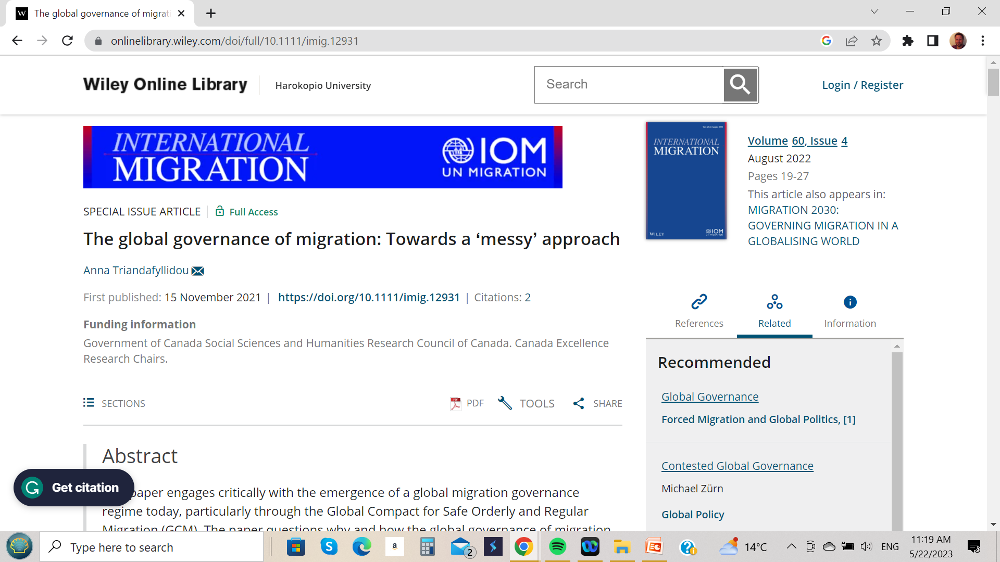 The global governance of migrati
onlinelibrary.wiley.com/doi/full/10.1111/imig.12931
Wiley Online Library
Harokopio University
Search
Login / Register
INTERNATIONAL
MIGRATION
IOM
UN MIGRATION
INTERNATIONAL
MIGRATION
WILEY
IOM
Volume 60, Issue 4
August 2022
Pages 19-27
This article also appears in:
MIGRATION 2030:
GOVERNING MIGRATION IN A
GLOBALISING WORLD
SPECIAL ISSUE ARTICLE
Full Access
The global governance of migration: Towards a ‘messy’ approach
Anna Triandafyllidou
First published: 15 November 2021 | https://doi.org/10.1111/imig.12931 | Citations: 2
Funding information
Government of Canada Social Sciences and Humanities Research Council of Canada. Canada Excellence
Research Chairs.
References
Related
Information
SECTIONS
PDF
TOOLS
SHARE
Recommended
Global Governance
Forced Migration and Global Politics, [1]
Contested Global Governance
Michael Zürn
Global Policy
Abstract
Get citation
paper engages critically with the emergence of a global migration governance
regime today, particularly through the Global Compact for Safe Orderly and Regular
Migration (GCM). The paper questions why and how the global governance of migration
Type here to search
2
14°C
ENG
11:19 AM
5/22/2023